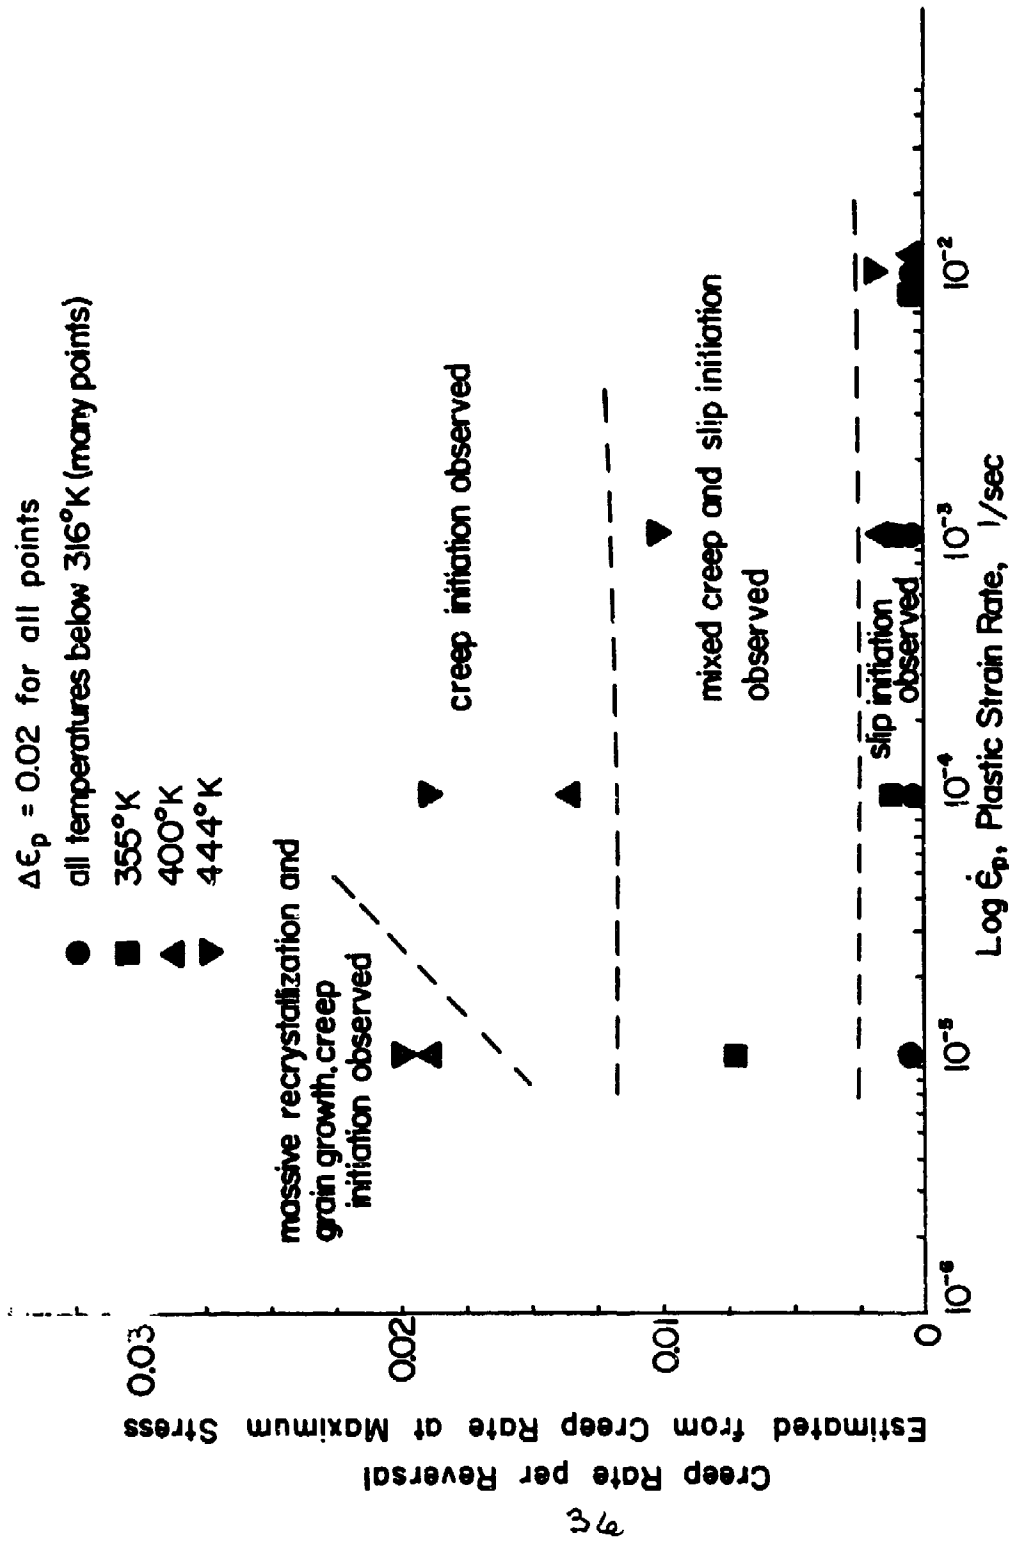 Δϵp = 0.02 for all points
● all temperatures below 316°K (many points)
■ 355°K
▲ 400°K
▼ 444°K
massive recrystallization and
grain growth, creep
initiation observed
creep initiation observed
mixed creep and slip initiation
observed
slip initiation
observed
0.03
0.02
0.01
0
10⁻⁶
10⁻⁵
10⁻⁴
10⁻³
10⁻²
Log ϵ̇p, Plastic Strain Rate, 1/sec
Creep Rate per Reversal
Estimated from Creep Rate at Maximum Stress